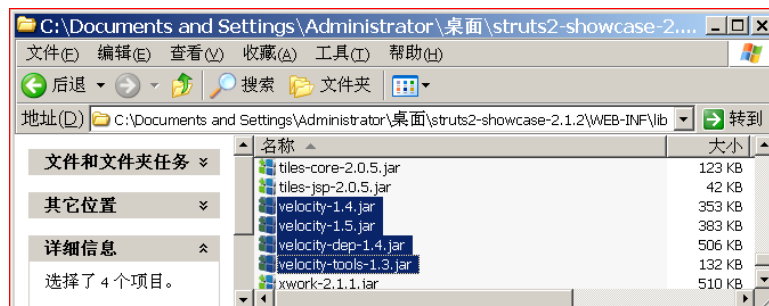 C:\Documents and Settings\Administrator\桌面\struts2-showcase-2....
文件(F) 编辑(E) 查看(V) 收藏(A) 工具(T) 帮助(H)
后退 搜索 文件夹
地址(D) C:\Documents and Settings\Administrator\桌面\struts2-showcase-2.1.2\WEB-INF\lib 转到
名称 大小
文件和文件夹任务
tiles-core-2.0.5.jar 123 KB
tiles-jsp-2.0.5.jar 42 KB
其它位置
velocity-1.4.jar 353 KB
velocity-1.5.jar 383 KB
详细信息
velocity-dep-1.4.jar 506 KB
velocity-tools-1.3.jar 132 KB
选择了 4 个项目。
xwork-2.1.1.jar 510 KB